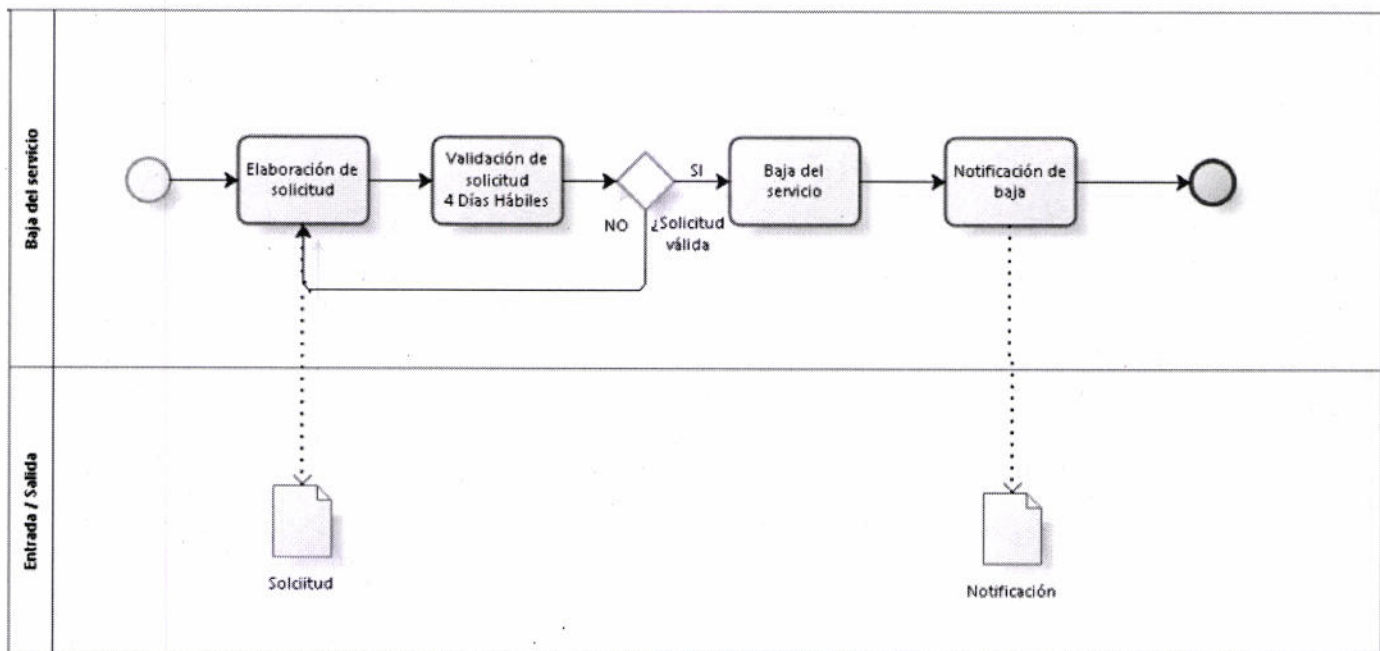 Baja del servicio
Elaboración de
solicitud
Validación de
solicitud
4 Días Hábiles
SI
NO
¿Solicitud
válida
Baja del
servicio
Notificación de
baja
Entrada / Salida
Solciitud
Notificación